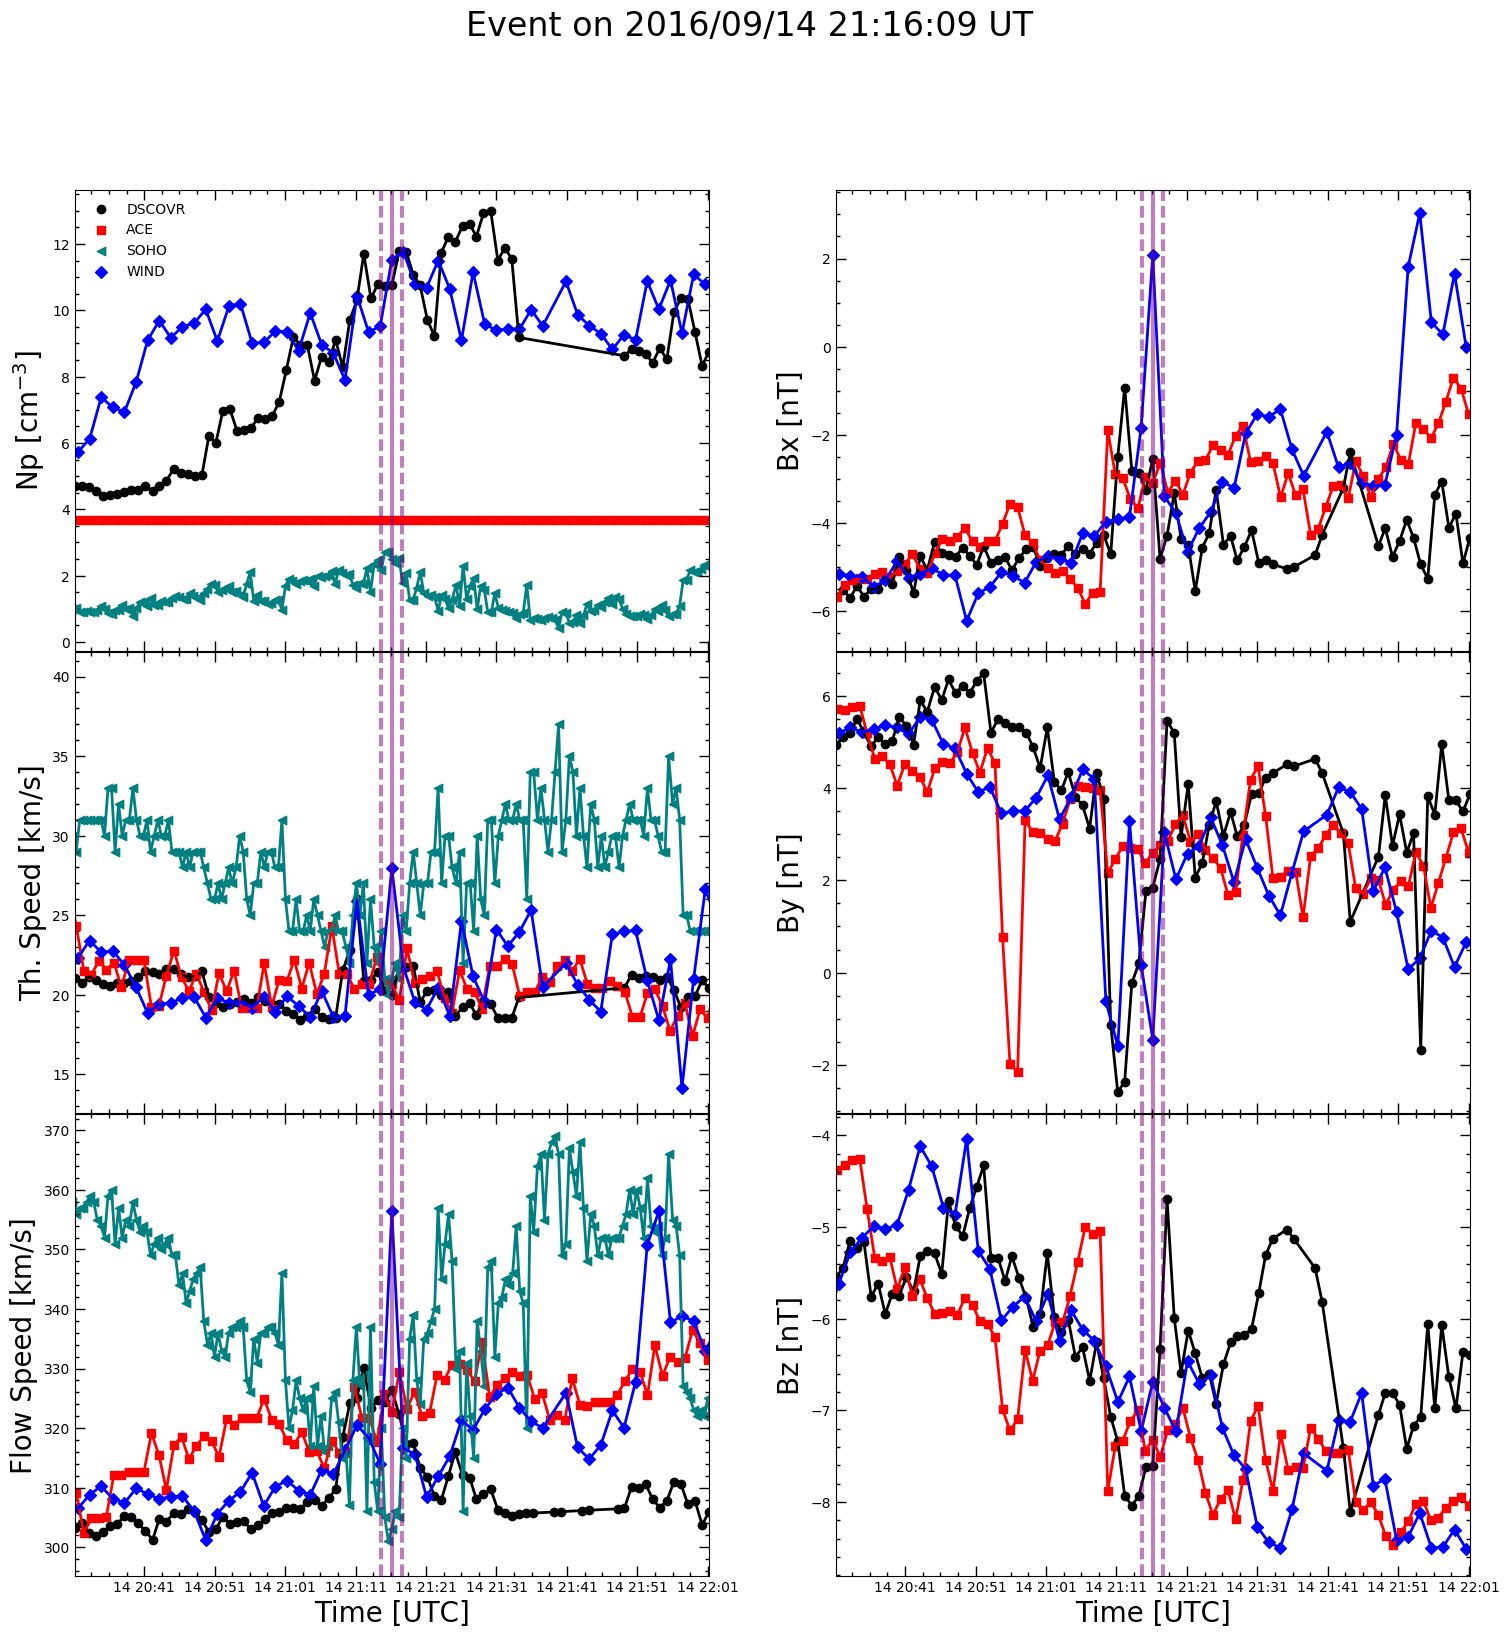 Event on 2016/09/14 21:16:09 UT
DSCOVR
ACE
SOHO
WIND
Np [cm⁻³]
12
10
8
6
4
2
0
Bx [nT]
2
0
−2
−4
−6
Th. Speed [km/s]
40
35
30
25
20
15
By [nT]
6
4
2
0
−2
Flow Speed [km/s]
370
360
350
340
330
320
310
300
Bz [nT]
−4
−5
−6
−7
−8
14 20:41 14 20:51 14 21:01 14 21:11 14 21:21 14 21:31 14 21:41 14 21:51 14 22:01
Time [UTC]
14 20:41 14 20:51 14 21:01 14 21:11 14 21:21 14 21:31 14 21:41 14 21:51 14 22:01
Time [UTC]